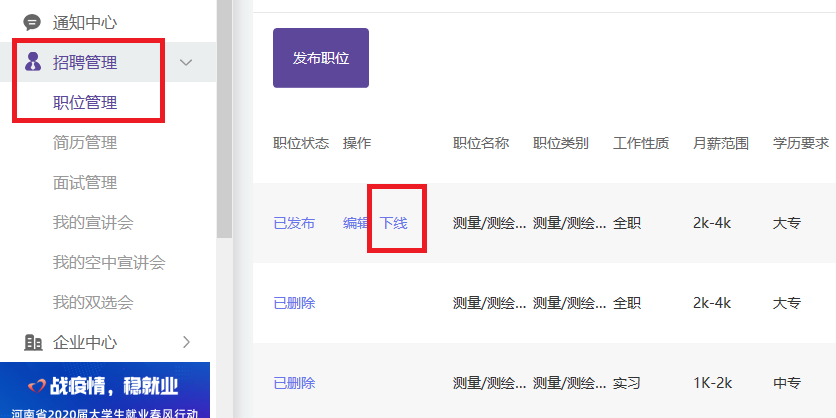 通知中心
招聘管理
职位管理
简历管理
面试管理
我的宣讲会
我的空中宣讲会
我的双选会
企业中心
战疫情，稳就业
河南省2020届大学生就业春风行动
发布职位
职位状态 操作 职位名称 职位类别 工作性质 月薪范围 学历要求
已发布 编辑 下线 测量/测绘... 测量/测绘... 全职 2k-4k 大专
已删除 测量/测绘... 测量/测绘... 全职 2k-4k 大专
已删除 测量/测绘... 测量/测绘... 实习 1K-2k 中专